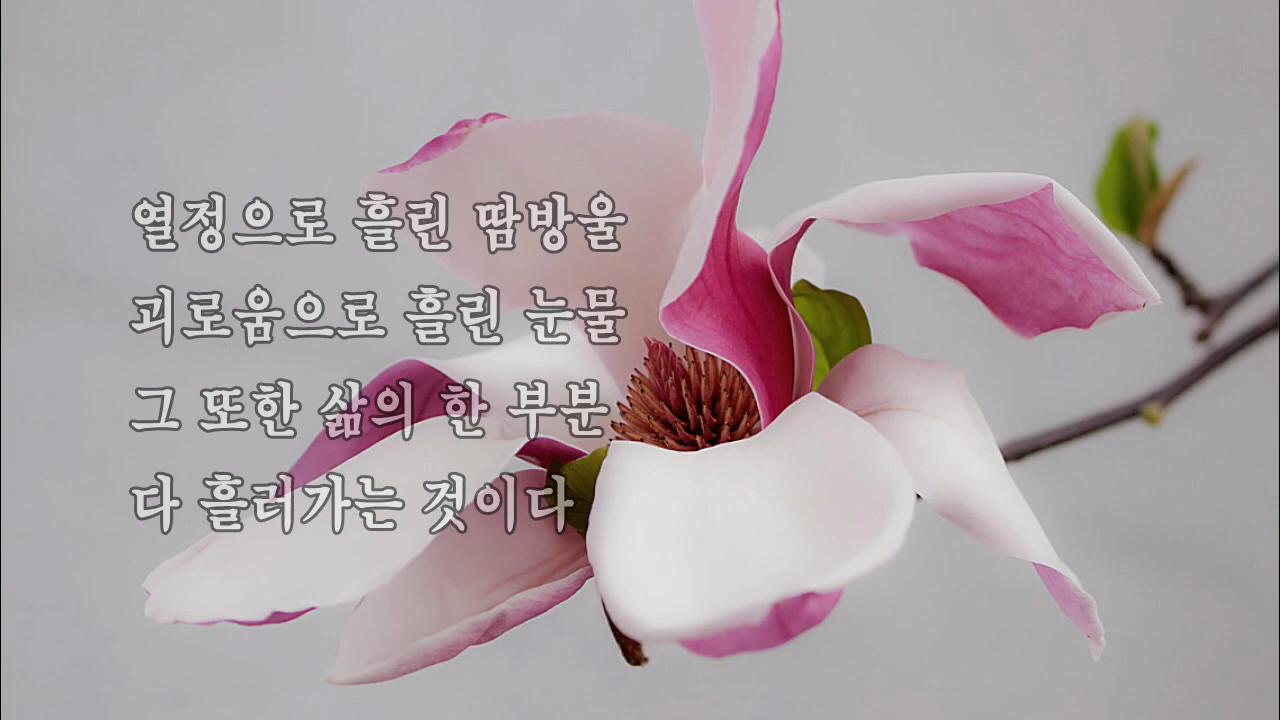 열정으로 흘린 땀방울
괴로움으로 흘린 눈물
그 또한 삶의 한 부분
다 흘러가는 것이다